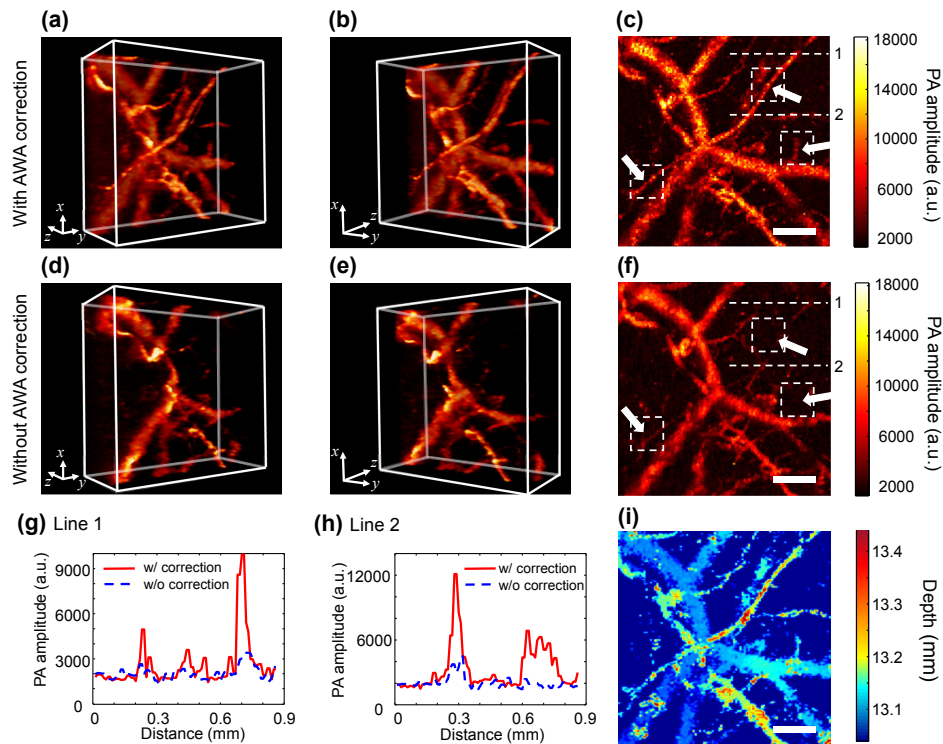 (a)
(b)
(c)
With AWA correction
x
z
y
x
z
y
1
2
18000
14000
10000
6000
2000
PA amplitude (a.u.)
(d)
(e)
(f)
Without AWA correction
x
z
y
x
z
y
1
2
18000
14000
10000
6000
2000
PA amplitude (a.u.)
(g) Line 1
PA amplitude (a.u.)
9000
6000
3000
0
w/ correction
w/o correction
0 0.3 0.6 0.9
Distance (mm)
(h) Line 2
PA amplitude (a.u.)
12000
8000
4000
0
w/ correction
w/o correction
0 0.3 0.6 0.9
Distance (mm)
(i)
13.4
13.3
13.2
13.1
Depth (mm)